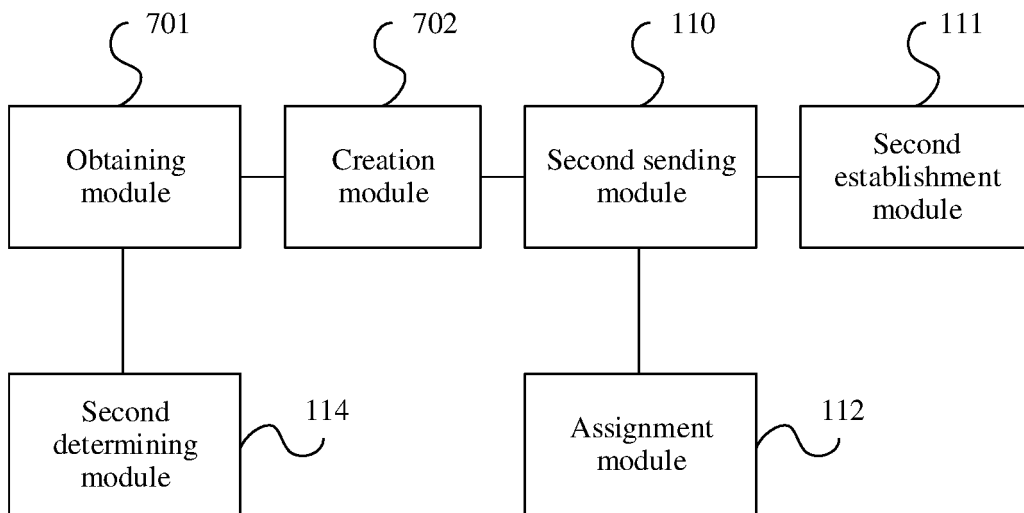 701
702
110
111
Obtaining
module
Creation
module
Second sending
module
Second
establishment
module
Second
determining
module
114
Assignment
module
112